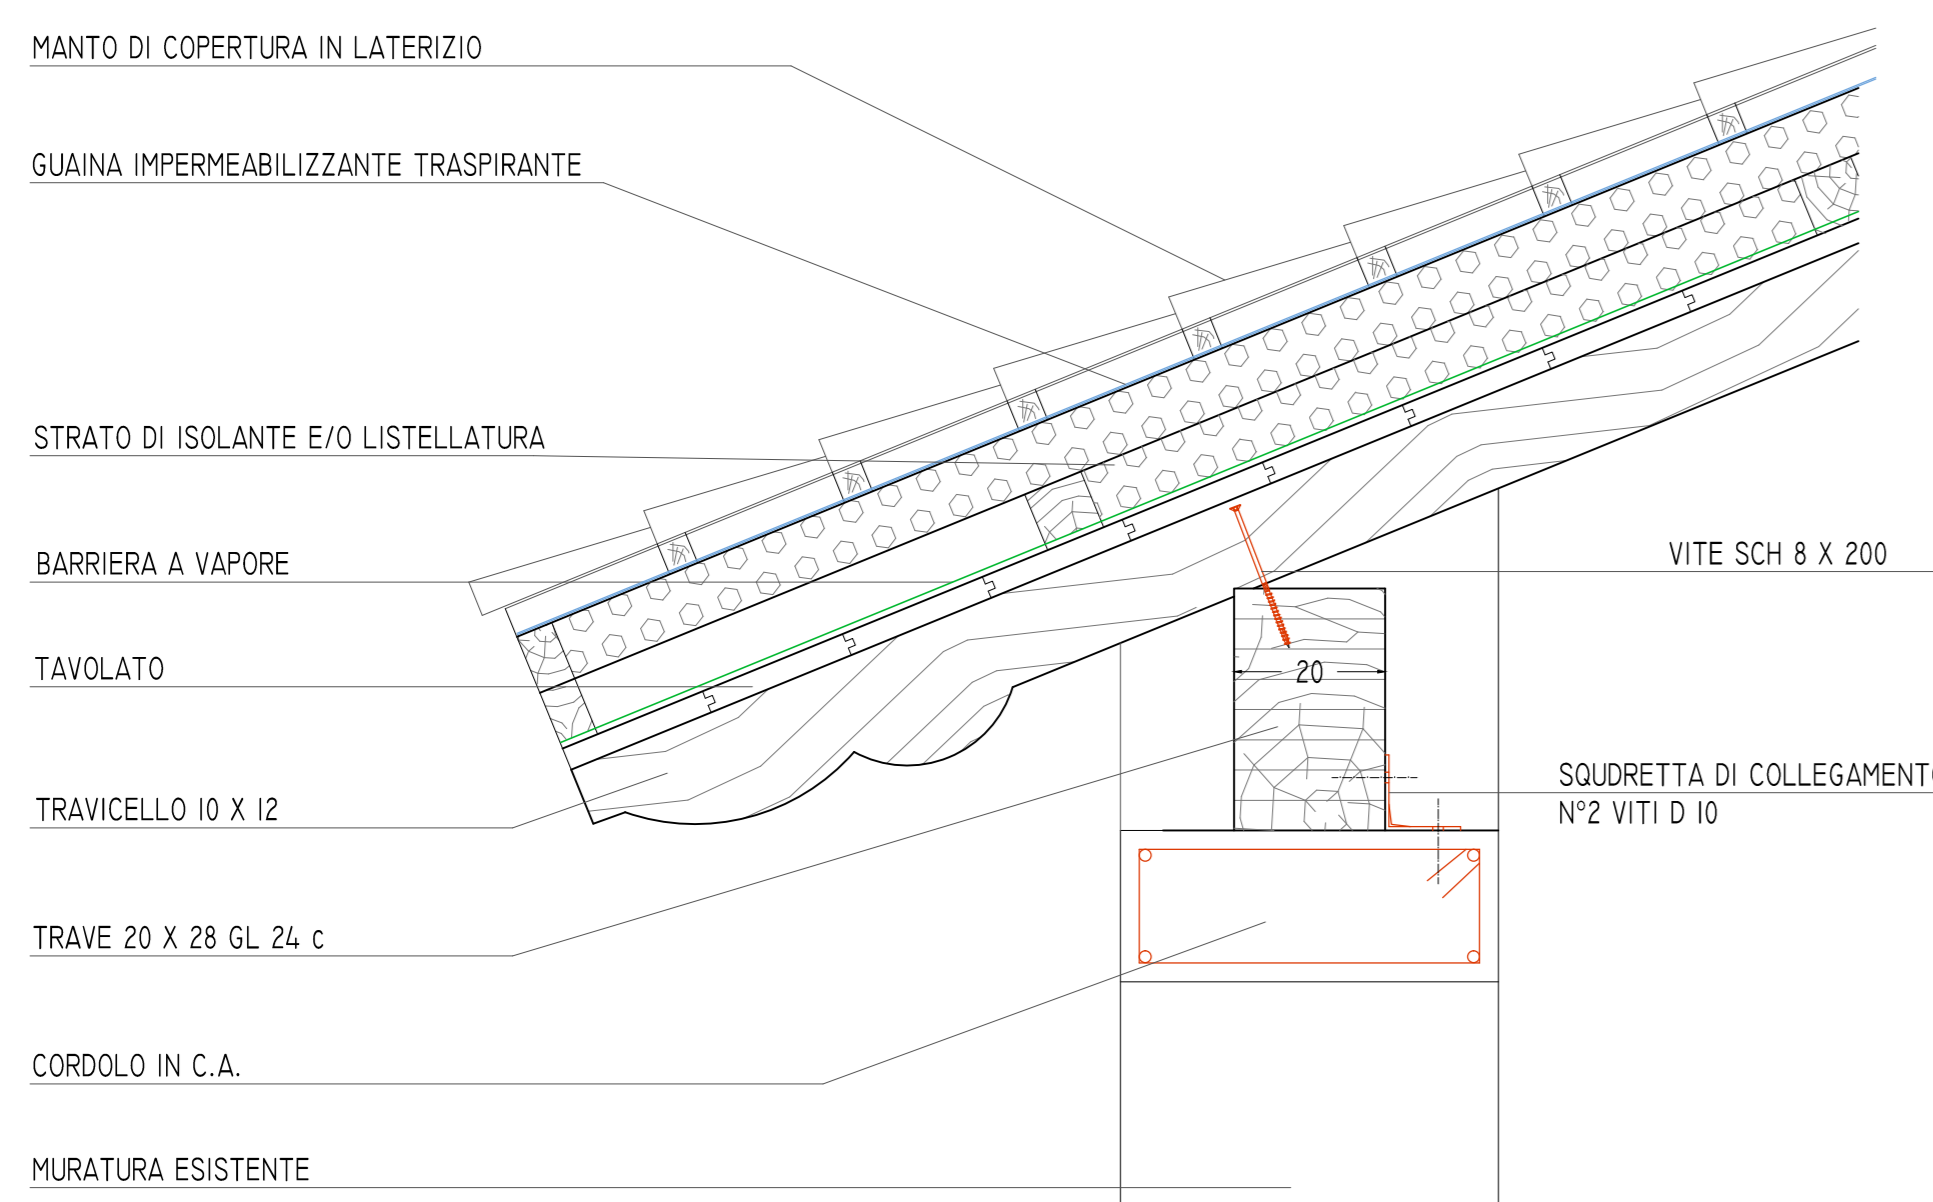 MANTO DI COPERTURA IN LATERIZIO
GUAINA IMPERMEABILIZZANTE TRASPIRANTE
STRATO DI ISOLANTE E/O LISTELLATURA
BARRIERA A VAPORE
TAVOLATO
TRAVICELLO 10 X 12
TRAVE 20 X 28 GL 24 c
CORDOLO IN C.A.
MURATURA ESISTENTE
VITE SCH 8 X 200
20
SQUDRETTA DI COLLEGAMENTO
N°2 VITI D 10